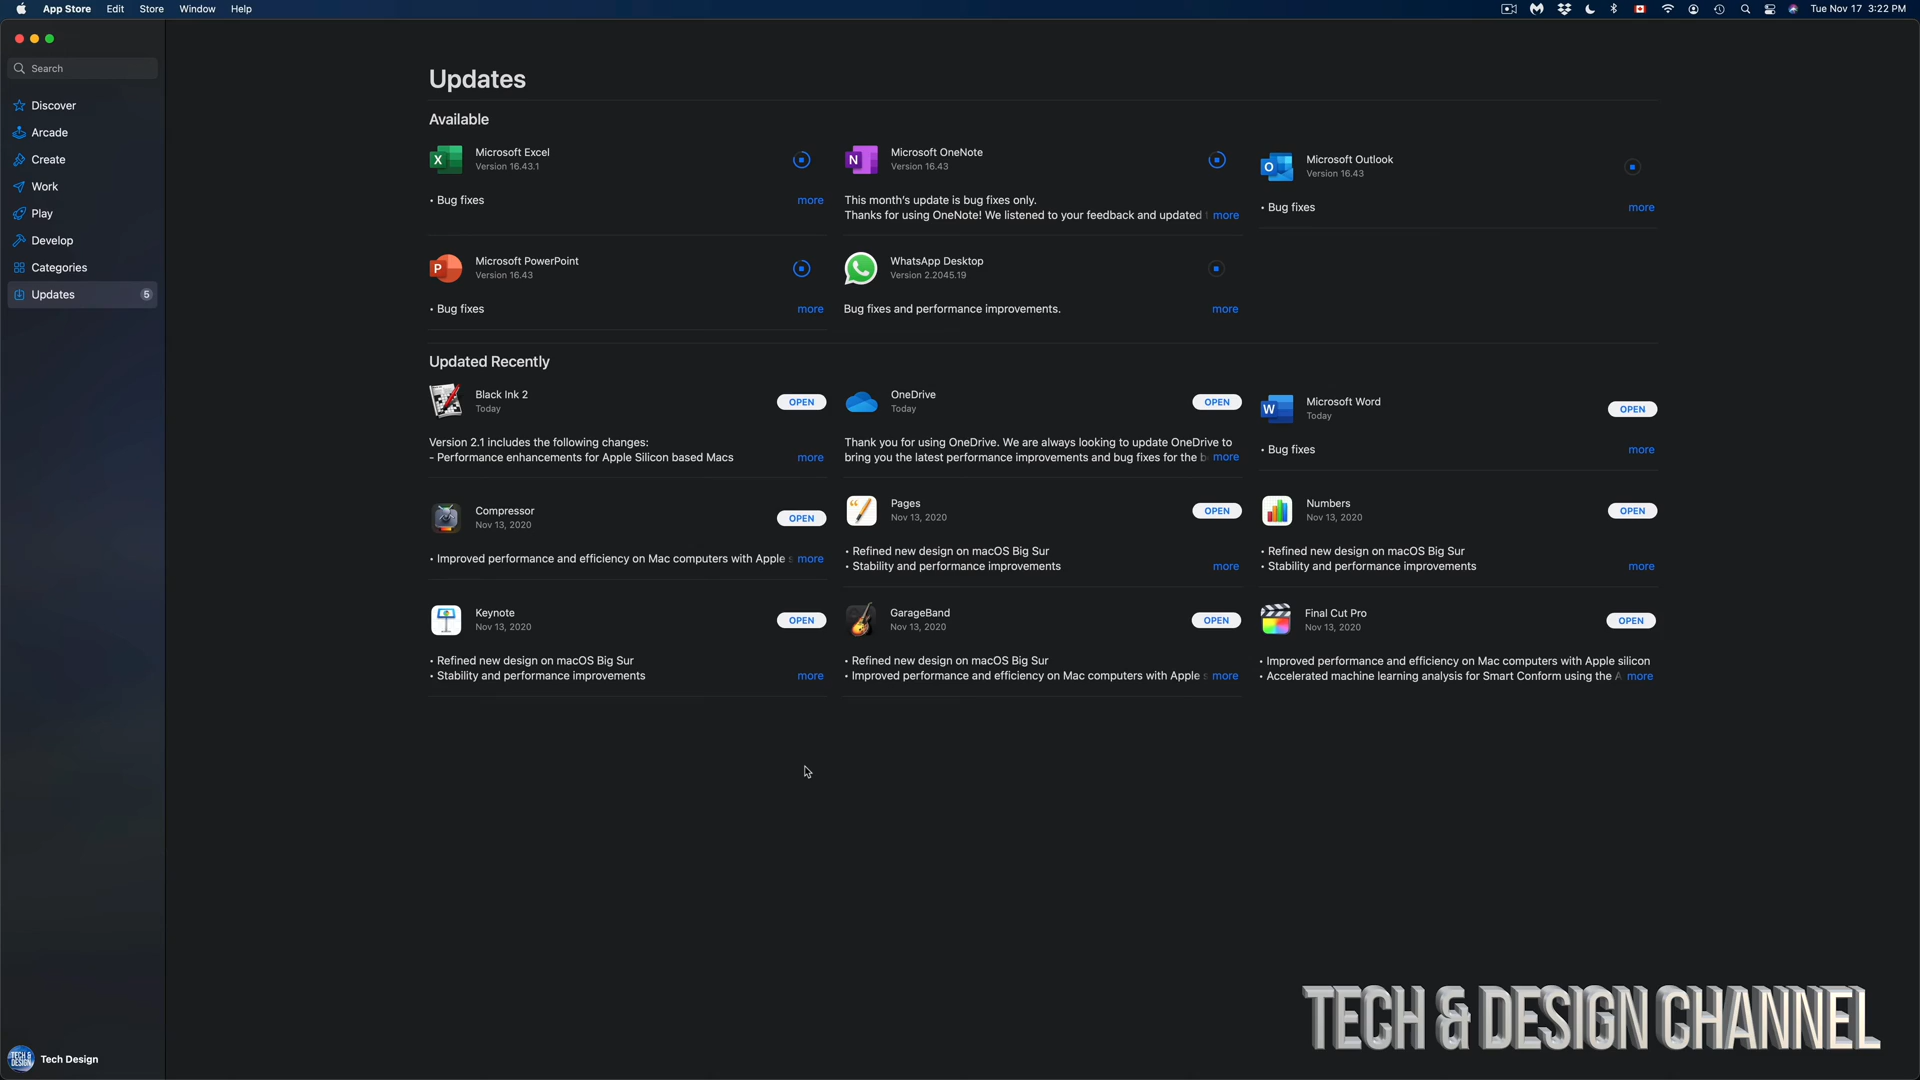 App Store Edit Store Window Help
Tue Nov 17 3:22 PM
Search
Discover
Arcade
Create
Work
Play
Develop
Categories
Updates 5
Tech Design
Updates
Available
Microsoft Excel
Version 16.43.1
• Bug fixes
more
Microsoft OneNote
Version 16.43
This month's update is bug fixes only.
Thanks for using OneNote! We listened to your feedback and updated
more
Microsoft Outlook
Version 16.43
• Bug fixes
more
Microsoft PowerPoint
Version 16.43
• Bug fixes
more
WhatsApp Desktop
Version 2.2045.19
Bug fixes and performance improvements.
more
Updated Recently
Black Ink 2
Today
OPEN
Version 2.1 includes the following changes:
- Performance enhancements for Apple Silicon based Macs
more
OneDrive
Today
OPEN
Thank you for using OneDrive. We are always looking to update OneDrive to
bring you the latest performance improvements and bug fixes for the
more
Microsoft Word
Today
OPEN
• Bug fixes
more
Compressor
Nov 13, 2020
OPEN
• Improved performance and efficiency on Mac computers with Apple
more
Pages
Nov 13, 2020
OPEN
• Refined new design on macOS Big Sur
• Stability and performance improvements
more
Numbers
Nov 13, 2020
OPEN
• Refined new design on macOS Big Sur
• Stability and performance improvements
more
Keynote
Nov 13, 2020
OPEN
• Refined new design on macOS Big Sur
• Stability and performance improvements
more
GarageBand
Nov 13, 2020
OPEN
• Refined new design on macOS Big Sur
• Improved performance and efficiency on Mac computers with Apple
more
Final Cut Pro
Nov 13, 2020
OPEN
• Improved performance and efficiency on Mac computers with Apple silicon
• Accelerated machine learning analysis for Smart Conform using the
more
TECH & DESIGN CHANNEL